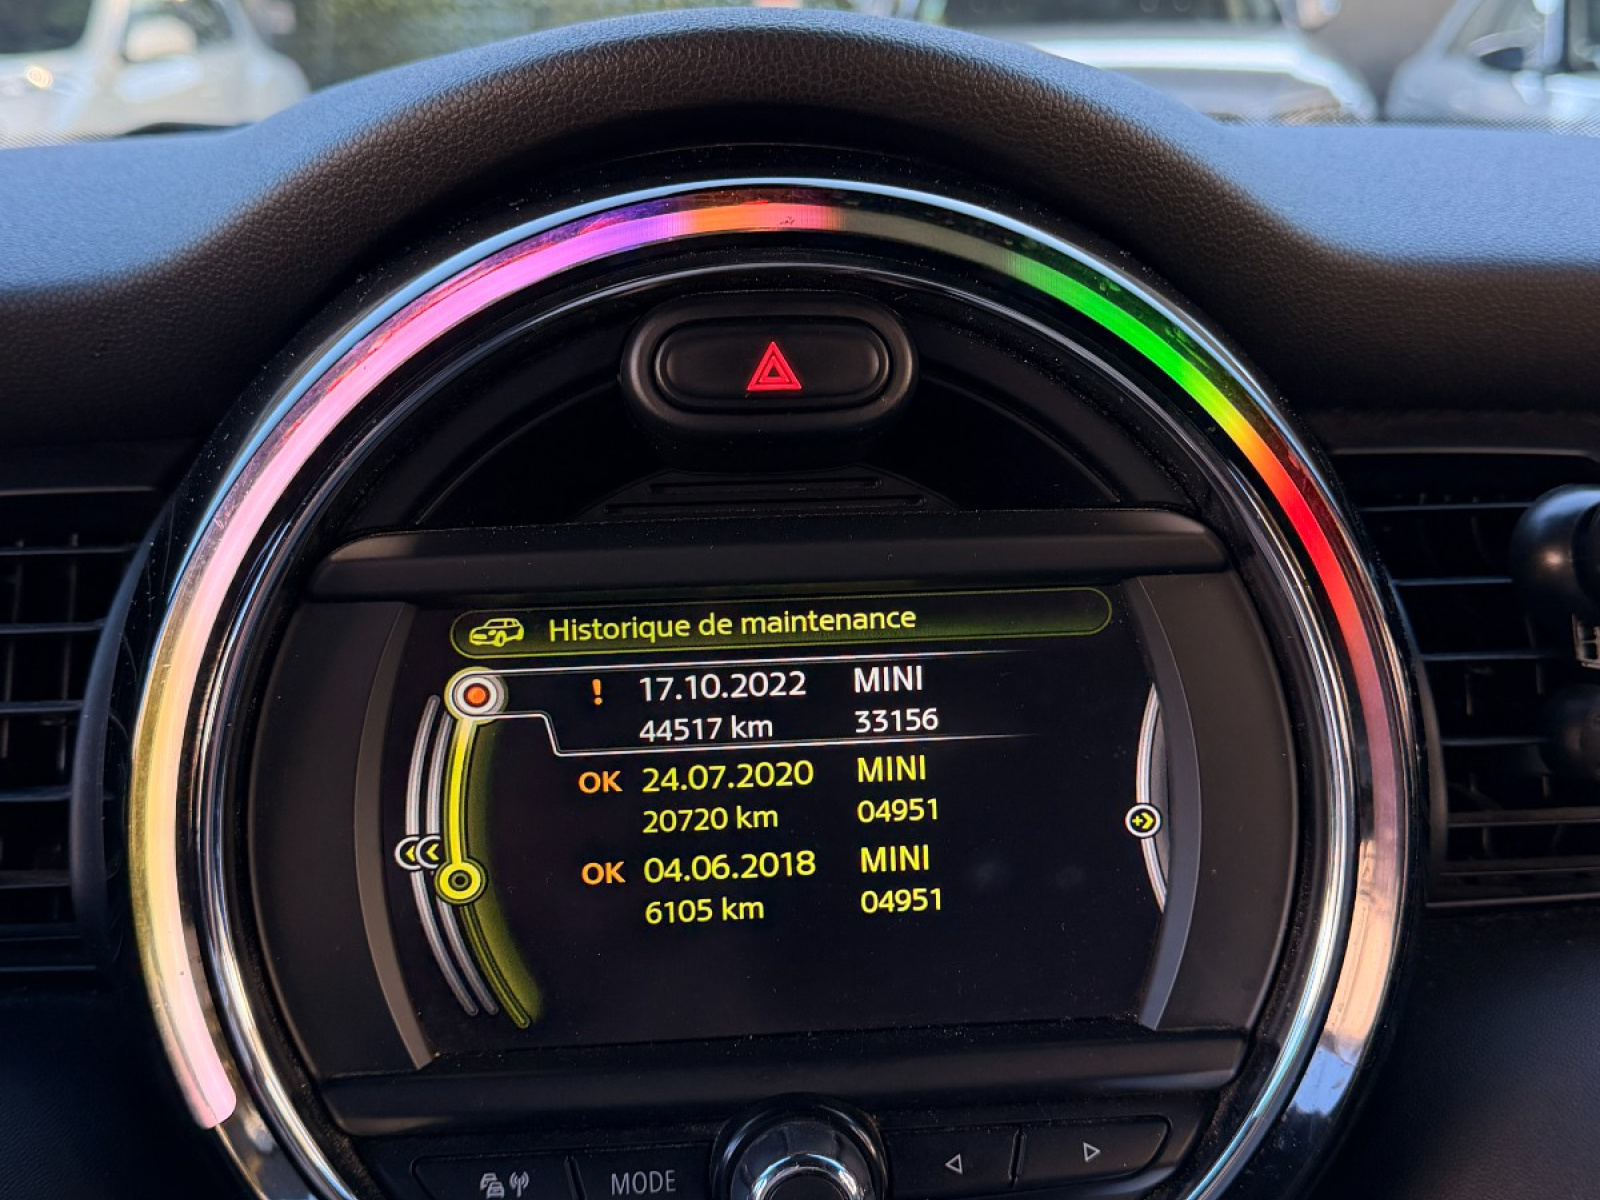 Historique de maintenance
! 17.10.2022 MINI
44517 km 33156
OK 24.07.2020 MINI
20720 km 04951
OK 04.06.2018 MINI
6105 km 04951
MODE